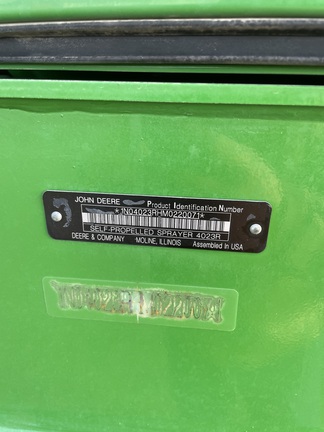 JOHN DEERE Product Identification Number
*1N04023RHM0220071*
SELF-PROPELLED SPRAYER 4023R
DEERE & COMPANY MOLINE, ILLINOIS Assembled In USA